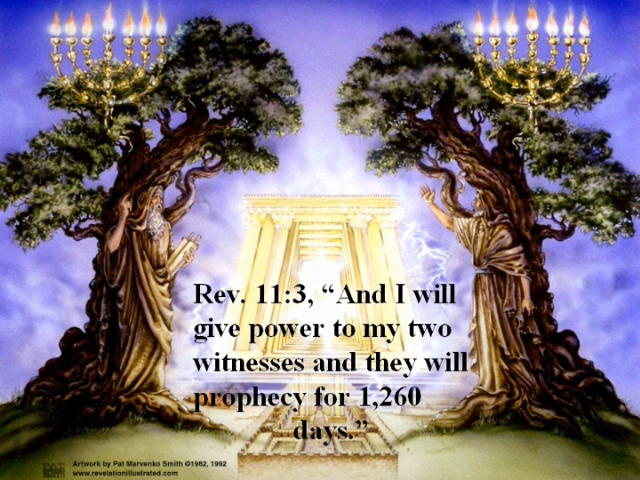 Rev. 11:3, “And I will
give power to my two
witnesses and they will
prophecy for 1,260
days.”
Artwork by Pat Marvenko Smith ©1982, 1992
www.revelationillustrated.com